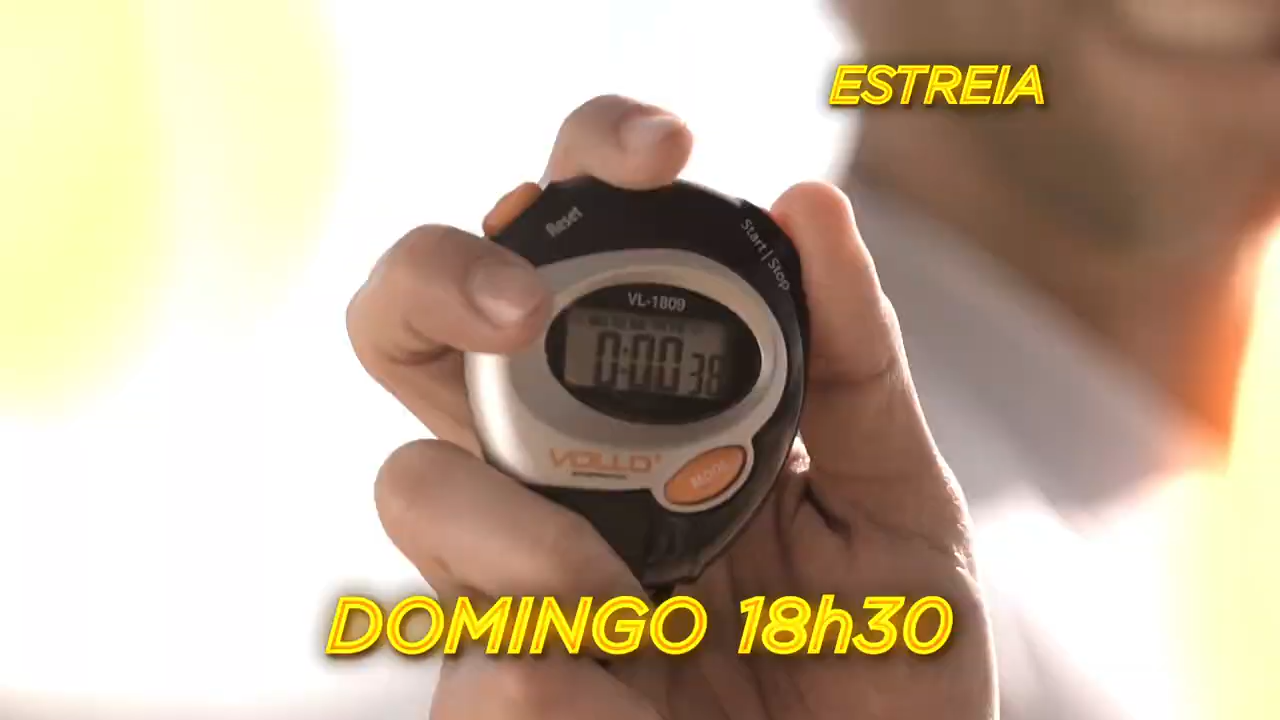 ESTREIA
Reset
Start | Stop
VL-1809
0:00 38
VOLLO
MODE
DOMINGO 18h30